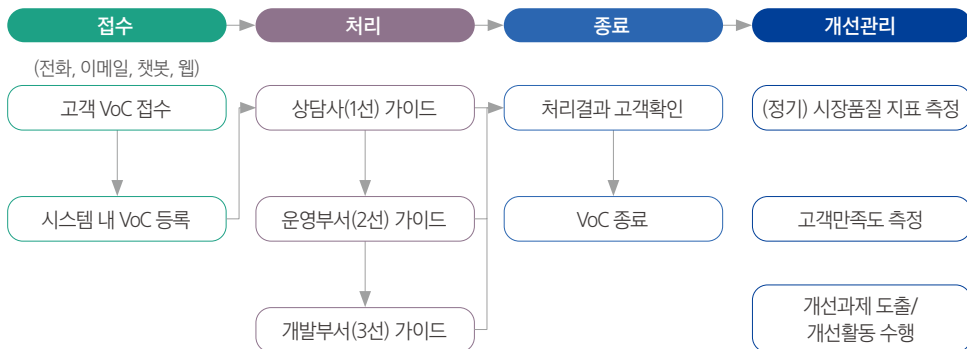 접수
처리
종료
개선관리
(전화, 이메일, 챗봇, 웹)
고객 VoC 접수
상담사(1선) 가이드
처리결과 고객확인
(정기) 시장품질 지표 측정
시스템 내 VoC 등록
운영부서(2선) 가이드
VoC 종료
고객만족도 측정
개발부서(3선) 가이드
개선과제 도출/
개선활동 수행